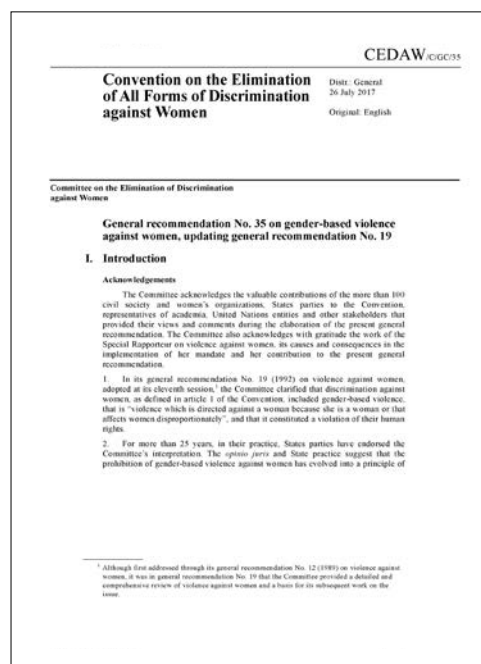 CEDAW/C/GC/35
Convention on the Elimination
of All Forms of Discrimination
against Women
Distr.: General
26 July 2017
Original: English
Committee on the Elimination of Discrimination
against Women
General recommendation No. 35 on gender-based violence
against women, updating general recommendation No. 19
I. Introduction
Acknowledgements
The Committee acknowledges the valuable contributions of the more than 100
civil society and women's organizations, States parties to the Convention,
representatives of academia, United Nations entities and other stakeholders that
provided their views and comments during the elaboration of the present general
recommendation. The Committee also acknowledges with gratitude the work of the
Special Rapporteur on violence against women, its causes and consequences in the
implementation of her mandate and her contribution to the present general
recommendation.
1. In its general recommendation No. 19 (1992) on violence against women,
adopted at its eleventh session,¹ the Committee clarified that discrimination against
women, as defined in article 1 of the Convention, included gender-based violence,
that is "violence which is directed against a woman because she is a woman or that
affects women disproportionately", and that it constituted a violation of their human
rights.
2. For more than 25 years, in their practice, States parties have endorsed the
Committee's interpretation. The opinio juris and State practice suggest that the
prohibition of gender-based violence against women has evolved into a principle of
¹ Although first addressed through its general recommendation No. 12 (1989) on violence against
women, it was in general recommendation No. 19 that the Committee provided a detailed and
comprehensive review of violence against women and a basis for its subsequent work on the
issue.